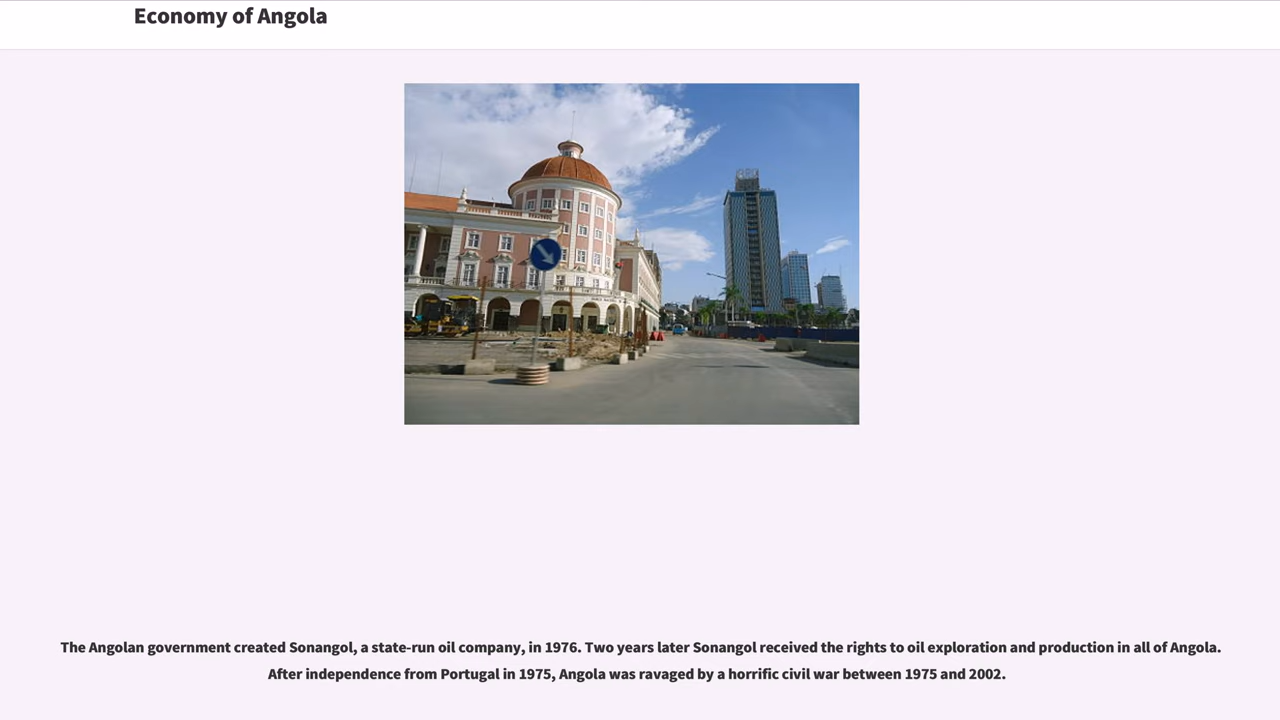 Economy of Angola
The Angolan government created Sonangol, a state-run oil company, in 1976. Two years later Sonangol received the rights to oil exploration and production in all of Angola.
After independence from Portugal in 1975, Angola was ravaged by a horrific civil war between 1975 and 2002.